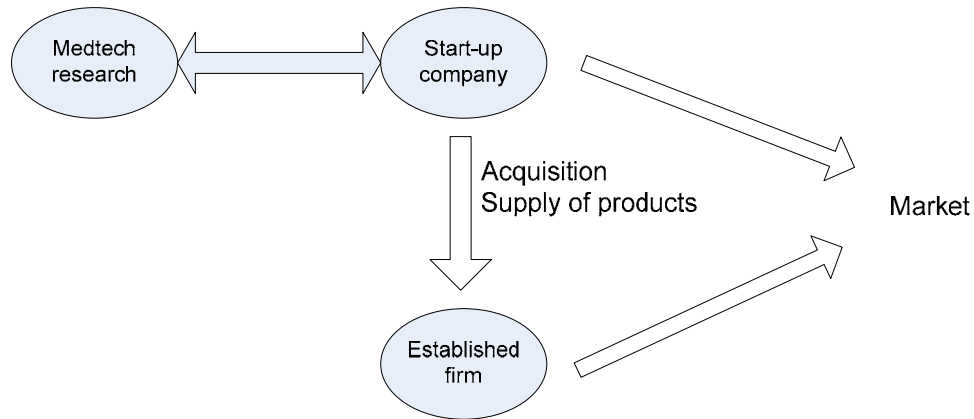 Medtech
research
Start-up
company
Acquisition
Supply of products
Market
Established
firm